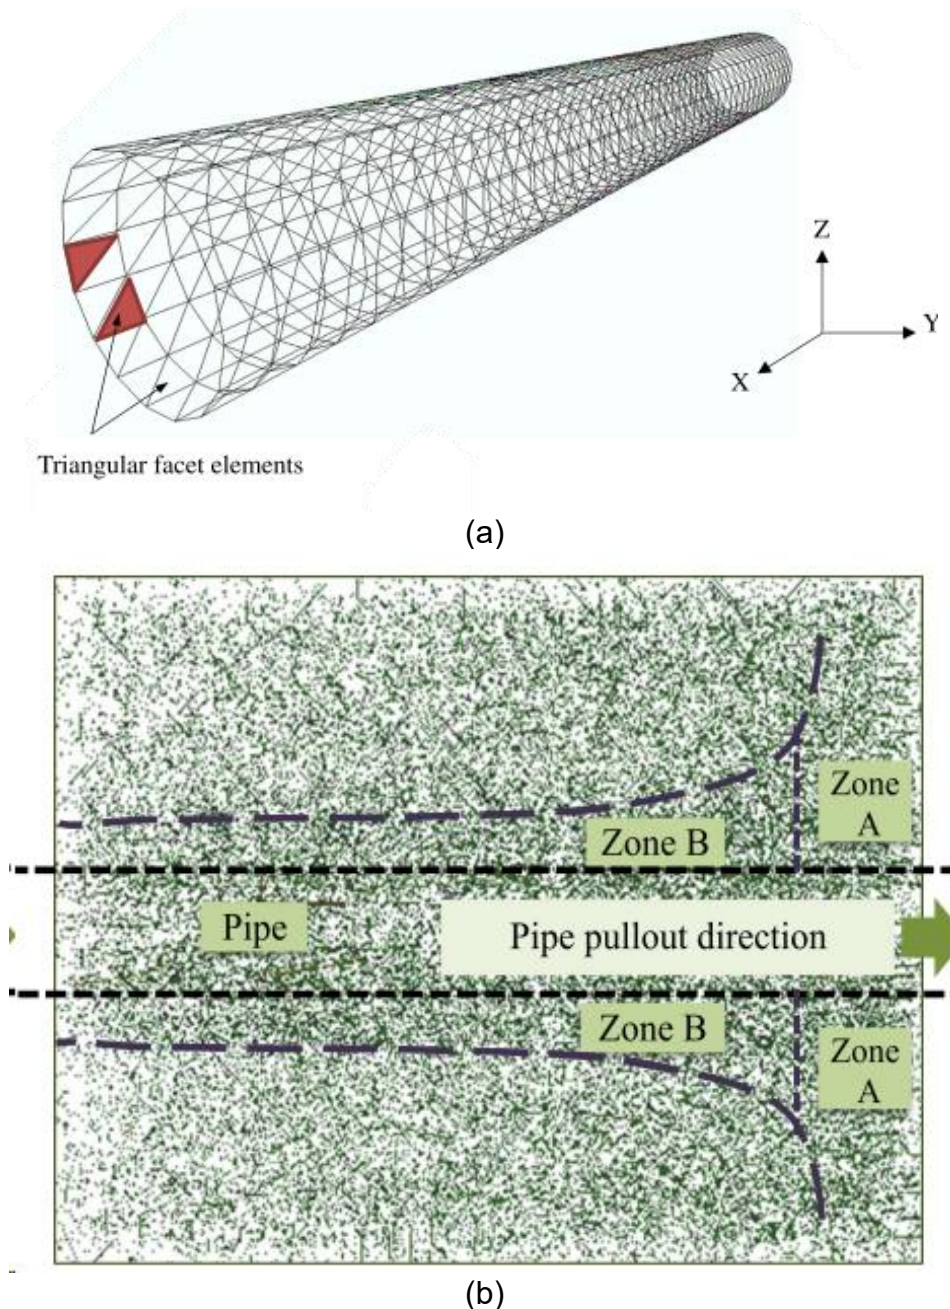 Z
Y
X
Triangular facet elements
(a)
Zone
A
Zone B
Pipe
Pipe pullout direction
Zone B
Zone
A
(b)